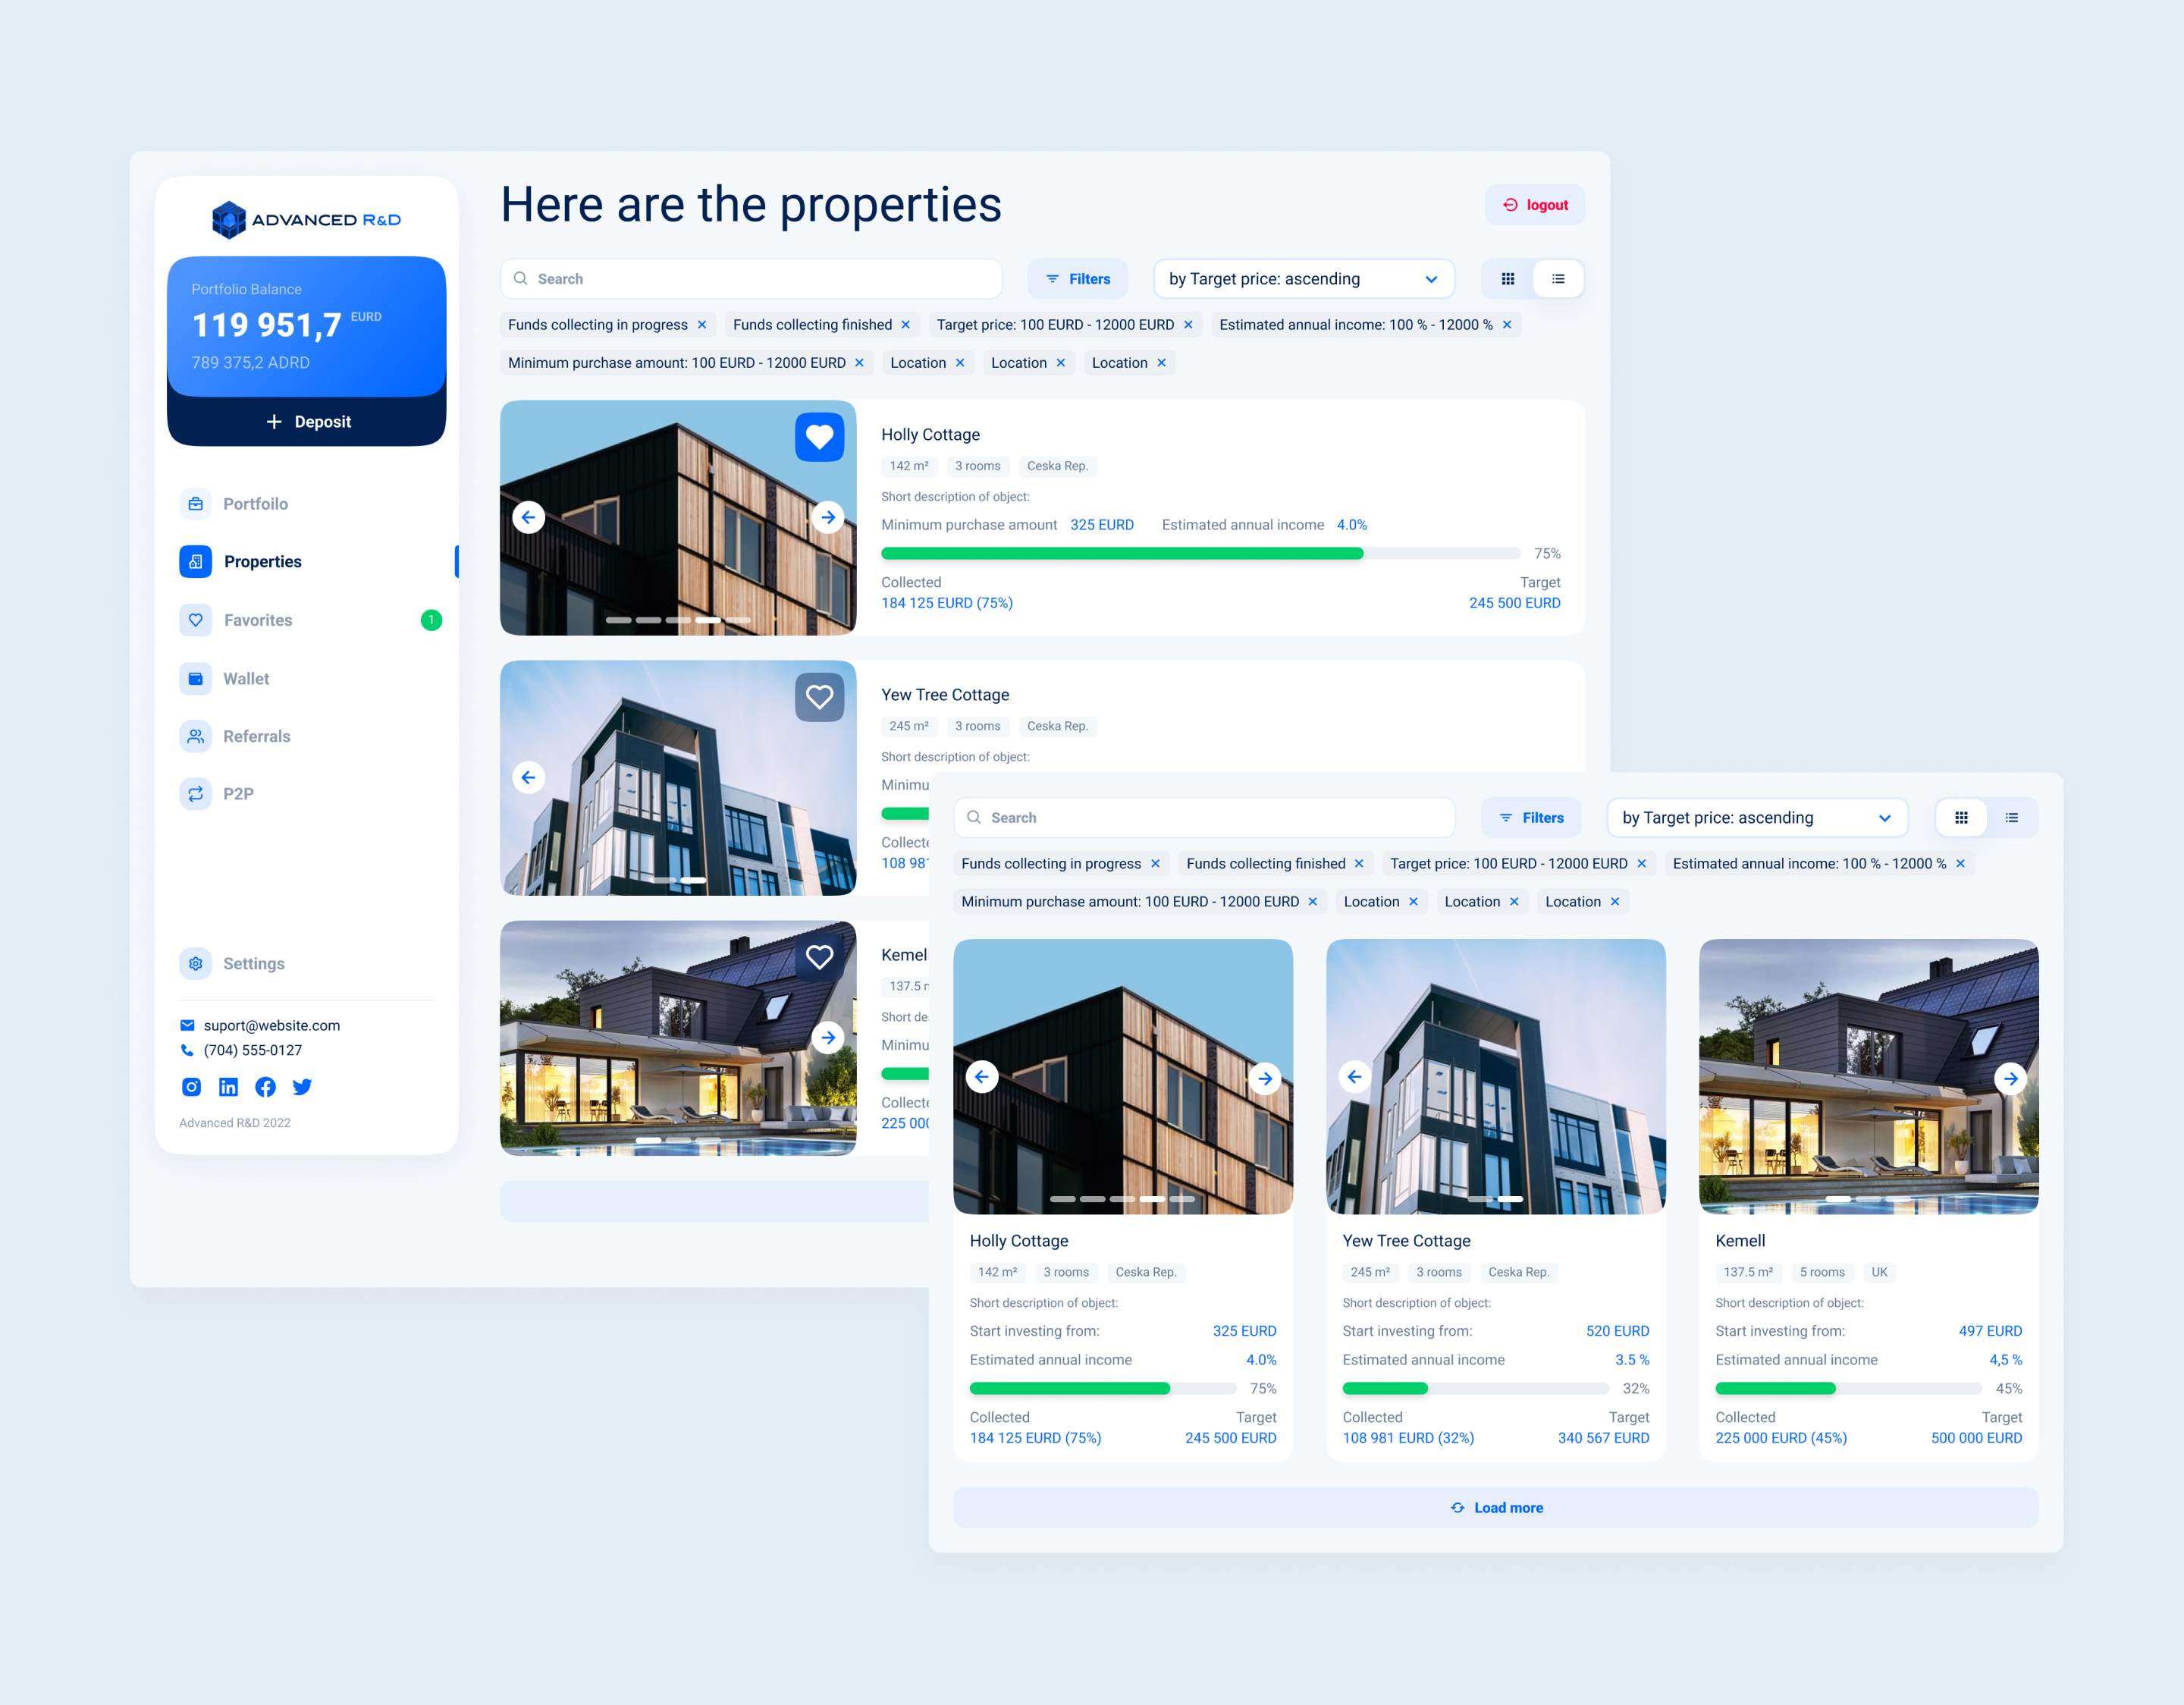 ADVANCED R&D
Portfolio Balance
119 951,7 EURD
789 375,2 ADRD
Deposit
Portfoilo
Properties
Favorites 1
Wallet
Referrals
P2P
Settings
suport@website.com
(704) 555-0127
Advanced R&D 2022
Here are the properties
logout
Search
Filters
by Target price: ascending
Funds collecting in progress Funds collecting finished Target price: 100 EURD - 12000 EURD Estimated annual income: 100 % - 12000 %
Minimum purchase amount: 100 EURD - 12000 EURD Location Location Location
Holly Cottage
142 m² 3 rooms Ceska Rep.
Short description of object:
Minimum purchase amount 325 EURD Estimated annual income 4.0%
75%
Collected Target
184 125 EURD (75%) 245 500 EURD
Yew Tree Cottage
245 m² 3 rooms Ceska Rep.
Short description of object:
Minimu
Collecte
108 981
Kemel
137.5 m
Short de
Minimu
Collecte
225 000
Search
Filters
by Target price: ascending
Funds collecting in progress Funds collecting finished Target price: 100 EURD - 12000 EURD Estimated annual income: 100 % - 12000 %
Minimum purchase amount: 100 EURD - 12000 EURD Location Location Location
Holly Cottage
142 m² 3 rooms Ceska Rep.
Short description of object:
Start investing from: 325 EURD
Estimated annual income 4.0%
75%
Collected Target
184 125 EURD (75%) 245 500 EURD
Yew Tree Cottage
245 m² 3 rooms Ceska Rep.
Short description of object:
Start investing from: 520 EURD
Estimated annual income 3.5 %
32%
Collected Target
108 981 EURD (32%) 340 567 EURD
Kemell
137.5 m² 5 rooms UK
Short description of object:
Start investing from: 497 EURD
Estimated annual income 4,5 %
45%
Collected Target
225 000 EURD (45%) 500 000 EURD
Load more